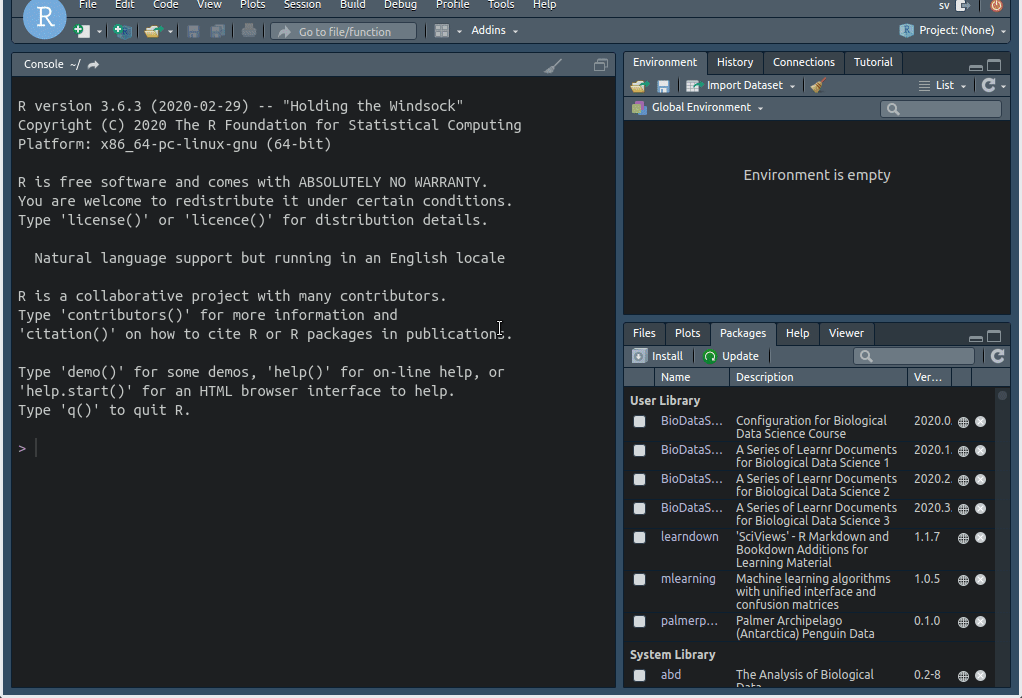 File Edit Code View Plots Session Build Debug Profile Tools Help
sv
R
Go to file/function
Addins
Project: (None)
Console ~/
R version 3.6.3 (2020-02-29) -- "Holding the Windsock"
Copyright (C) 2020 The R Foundation for Statistical Computing
Platform: x86_64-pc-linux-gnu (64-bit)
R is free software and comes with ABSOLUTELY NO WARRANTY.
You are welcome to redistribute it under certain conditions.
Type 'license()' or 'licence()' for distribution details.
Natural language support but running in an English locale
R is a collaborative project with many contributors.
Type 'contributors()' for more information and
'citation()' on how to cite R or R packages in publications.
Type 'demo()' for some demos, 'help()' for on-line help, or
'help.start()' for an HTML browser interface to help.
Type 'q()' to quit R.
>
Environment History Connections Tutorial
Import Dataset List
Global Environment
Environment is empty
Files Plots Packages Help Viewer
Install Update
Name Description Ver...
User Library
BioDataS... Configuration for Biological 2020.0.
Data Science Course
BioDataS... A Series of Learnr Documents 2020.1.
for Biological Data Science 1
BioDataS... A Series of Learnr Documents 2020.2.
for Biological Data Science 2
BioDataS... A Series of Learnr Documents 2020.3.
for Biological Data Science 3
learndown 'SciViews' - R Markdown and 1.1.7
Bookdown Additions for
Learning Material
mlearning Machine learning algorithms 1.0.5
with unified interface and
confusion matrices
palmerp... Palmer Archipelago 0.1.0
(Antarctica) Penguin Data
System Library
abd The Analysis of Biological 0.2-8
Data